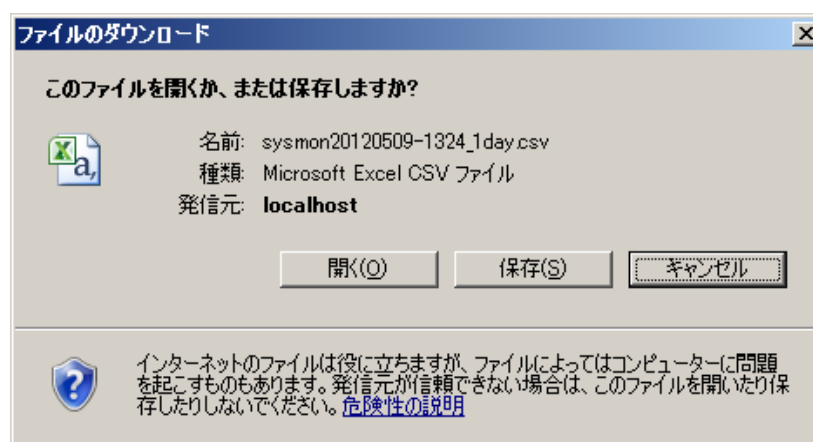 ファイルのダウンロード
このファイルを開くか、または保存しますか?
名前: sysmon20120509-1324_1day.csv
種類: Microsoft Excel CSV ファイル
発信元: localhost
開く(O) 保存(S) キャンセル
インターネットのファイルは役に立ちますが、ファイルによってはコンピューターに問題
を起こすものもあります。発信元が信頼できない場合は、このファイルを開いたり保
存したりしないでください。危険性の説明